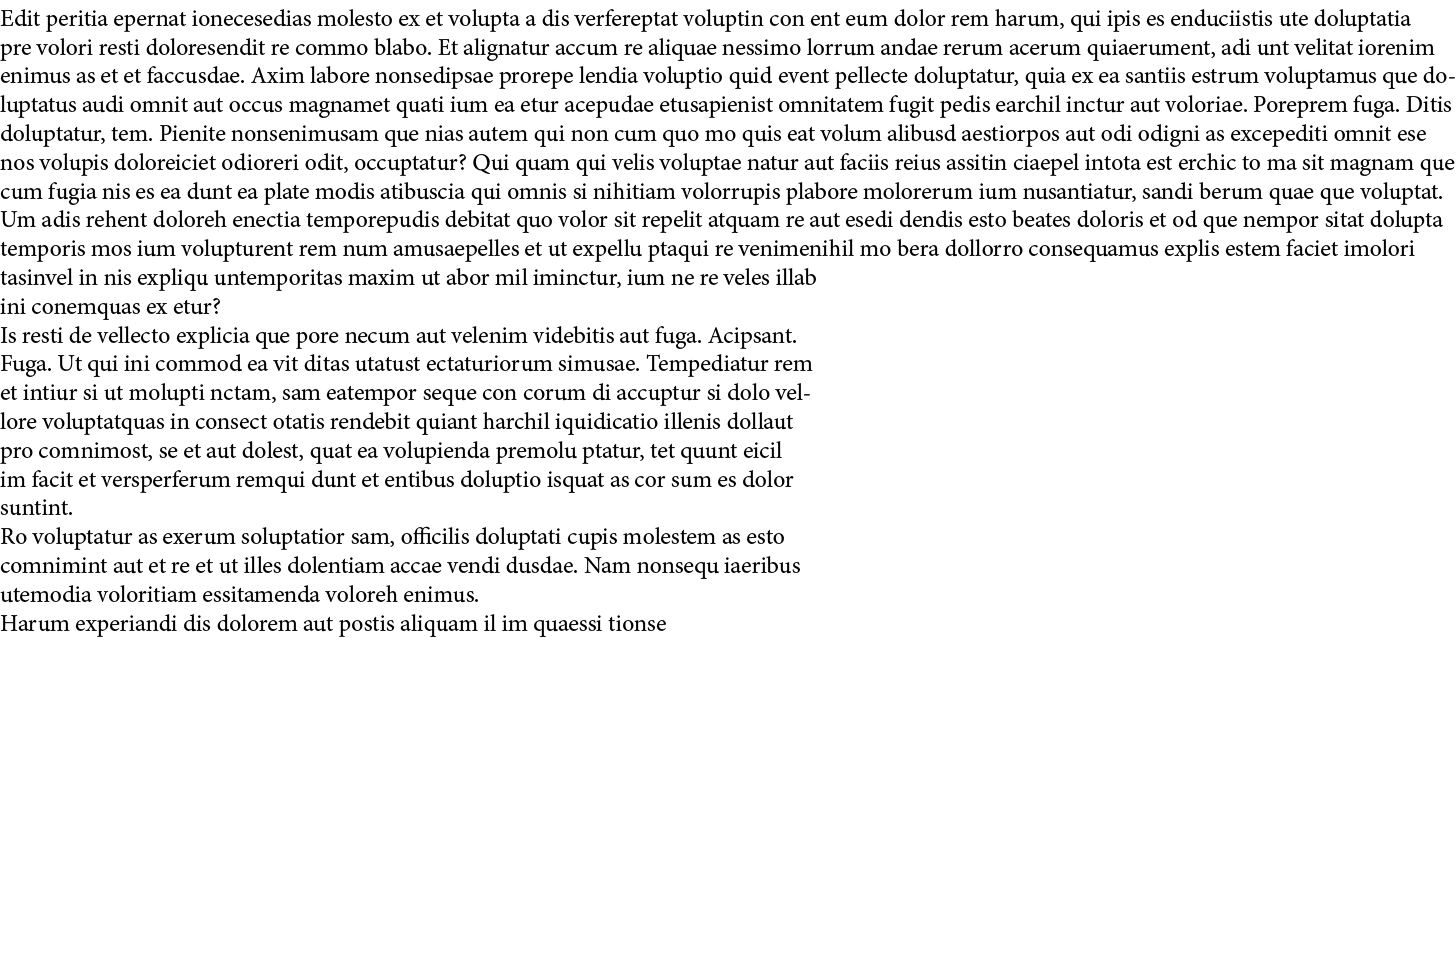 Edit peritia epernat ionecesedias molesto ex et volupta a dis verfereptat voluptin con ent eum dolor rem harum, qui ipis es enduciistis ute doluptatia
pre volori resti doloresendit re commo blabo. Et alignatur accum re aliquae nessimo lorrum andae rerum acerum quiaerument, adi unt velitat iorenim
enimus as et et faccusdae. Axim labore nonsedipsae prorepe lendia voluptio quid event pellecte doluptatur, quia ex ea santiis estrum voluptamus que do-
luptatus audi omnit aut occus magnamet quati ium ea etur acepudae etusapienist omnitatem fugit pedis earchil inctur aut voloriae. Poreprem fuga. Ditis
doluptatur, tem. Pienite nonsenimusam que nias autem qui non cum quo mo quis eat volum alibusd aestiorpos aut odi odigni as excepediti omnit ese
nos volupis doloreiciet odioreri odit, occuptatur? Qui quam qui velis voluptae natur aut faciis reius assitin ciaepel intota est erchic to ma sit magnam que
cum fugia nis es ea dunt ea plate modis atibuscia qui omnis si nihitiam volorrupis plabore molorerum ium nusantiatur, sandi berum quae que voluptat.
Um adis rehent doloreh enectia temporepudis debitat quo volor sit repelit atquam re aut esedi dendis esto beates doloris et od que nempor sitat dolupta
temporis mos ium volupturent rem num amusaepelles et ut expellu ptaqui re venimenihil mo bera dollorro consequamus explis estem faciet imolori
tasinvel in nis expliqu untemporitas maxim ut abor mil iminctur, ium ne re veles illab
ini conemquas ex etur?
Is resti de vellecto explicia que pore necum aut velenim videbitis aut fuga. Acipsant.
Fuga. Ut qui ini commod ea vit ditas utatust ectaturiorum simusae. Tempediatur rem
et intiur si ut molupti nctam, sam eatempor seque con corum di accuptur si dolo vel-
lore voluptatquas in consect otatis rendebit quiant harchil iquidicatio illenis dollaut
pro comnimost, se et aut dolest, quat ea volupienda premolu ptatur, tet quunt eicil
im facit et versperferum remqui dunt et entibus doluptio isquat as cor sum es dolor
suntint.
Ro voluptatur as exerum soluptatior sam, officilis doluptati cupis molestem as esto
comnimint aut et re et ut illes dolentiam accae vendi dusdae. Nam nonsequ iaeribus
utemodia voloritiam essitamenda voloreh enimus.
Harum experiandi dis dolorem aut postis aliquam il im quaessi tionse